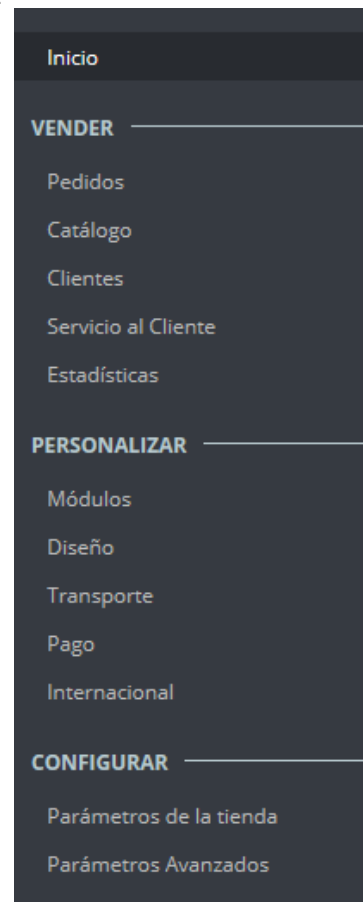 Inicio
VENDER
Pedidos
Catálogo
Clientes
Servicio al Cliente
Estadísticas
PERSONALIZAR
Módulos
Diseño
Transporte
Pago
Internacional
CONFIGURAR
Parámetros de la tienda
Parámetros Avanzados